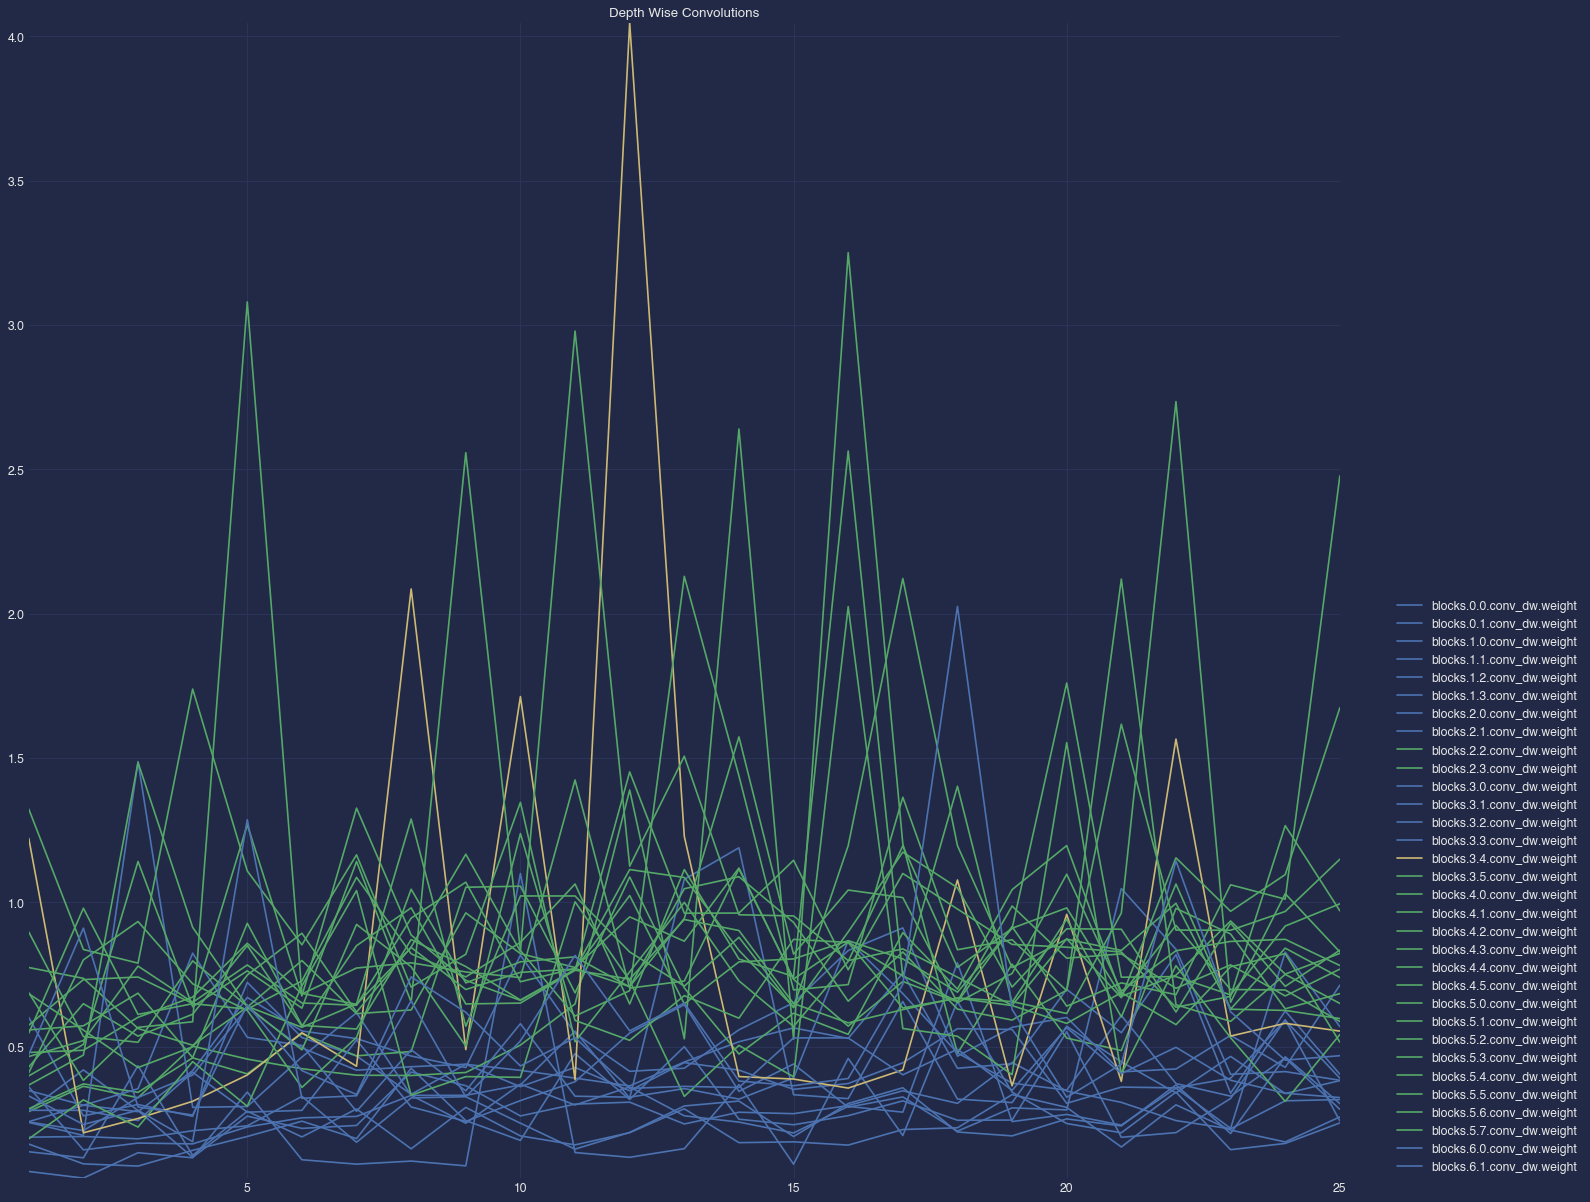 Depth Wise Convolutions
4.0
3.5
3.0
2.5
2.0
1.5
1.0
0.5
5
10
15
20
25
blocks.0.0.conv_dw.weight
blocks.0.1.conv_dw.weight
blocks.1.0.conv_dw.weight
blocks.1.1.conv_dw.weight
blocks.1.2.conv_dw.weight
blocks.1.3.conv_dw.weight
blocks.2.0.conv_dw.weight
blocks.2.1.conv_dw.weight
blocks.2.2.conv_dw.weight
blocks.2.3.conv_dw.weight
blocks.3.0.conv_dw.weight
blocks.3.1.conv_dw.weight
blocks.3.2.conv_dw.weight
blocks.3.3.conv_dw.weight
blocks.3.4.conv_dw.weight
blocks.3.5.conv_dw.weight
blocks.4.0.conv_dw.weight
blocks.4.1.conv_dw.weight
blocks.4.2.conv_dw.weight
blocks.4.3.conv_dw.weight
blocks.4.4.conv_dw.weight
blocks.4.5.conv_dw.weight
blocks.5.0.conv_dw.weight
blocks.5.1.conv_dw.weight
blocks.5.2.conv_dw.weight
blocks.5.3.conv_dw.weight
blocks.5.4.conv_dw.weight
blocks.5.5.conv_dw.weight
blocks.5.6.conv_dw.weight
blocks.5.7.conv_dw.weight
blocks.6.0.conv_dw.weight
blocks.6.1.conv_dw.weight